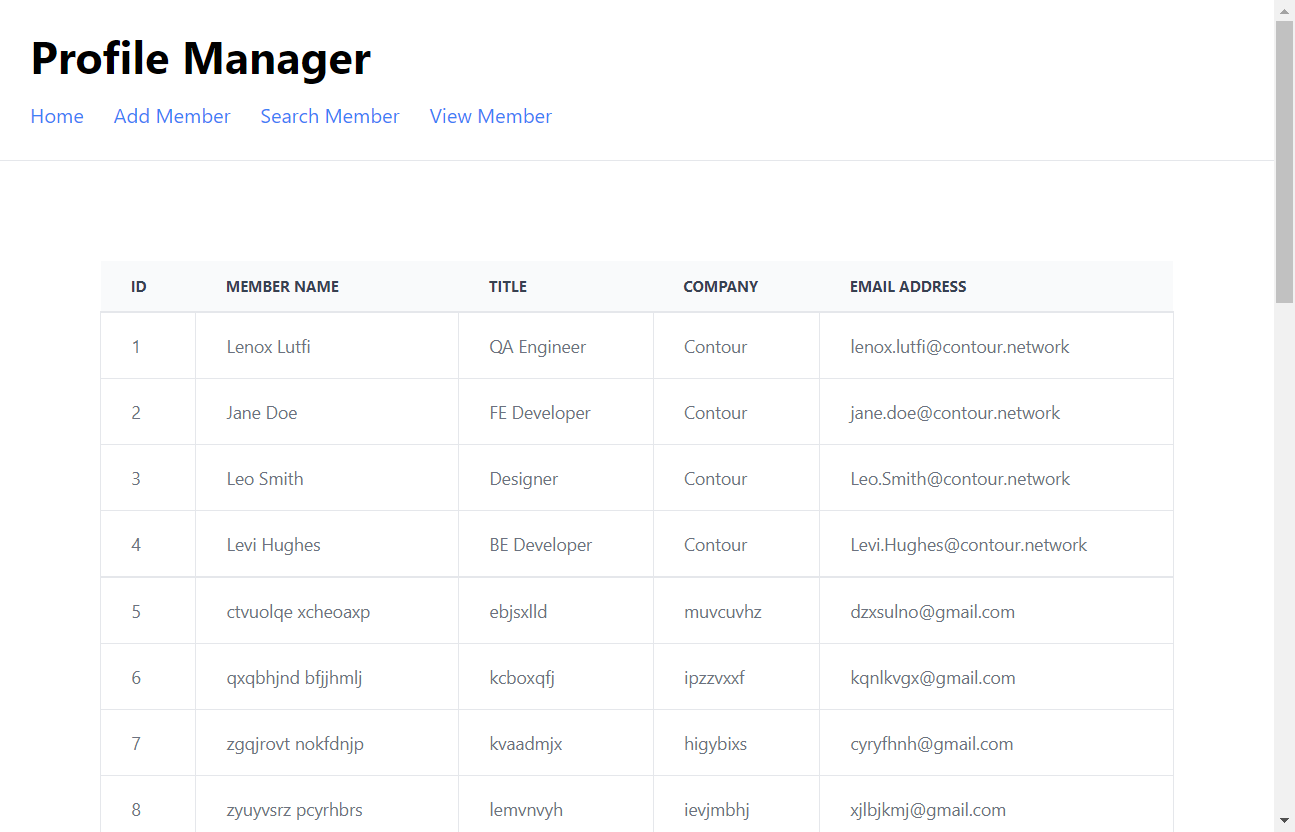 Profile Manager
Home Add Member Search Member View Member
ID MEMBER NAME TITLE COMPANY EMAIL ADDRESS
1 Lenox Lutfi QA Engineer Contour lenox.lutfi@contour.network
2 Jane Doe FE Developer Contour jane.doe@contour.network
3 Leo Smith Designer Contour Leo.Smith@contour.network
4 Levi Hughes BE Developer Contour Levi.Hughes@contour.network
5 ctvuolqe xcheoaxp ebjsxlld muvcuvhz dzxsulno@gmail.com
6 qxqbhjnd bfjjhmlj kcboxqfj ipzzvxxf kqnlkvgx@gmail.com
7 zgqjrovt nokfdnjp kvaadmjx higybixs cyryfhnh@gmail.com
8 zyuyvsrz pcyrhbrs lemvnvyh ievjmbhj xjlbjkmj@gmail.com